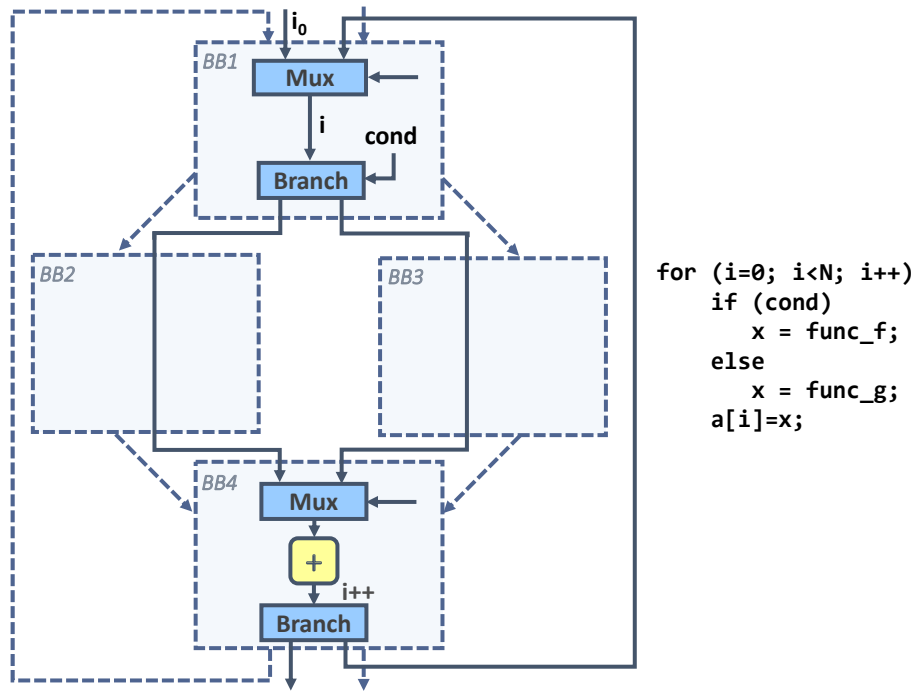 i0
BB1
Mux
i
cond
Branch
BB2
BB3
for (i=0; i<N; i++)
if (cond)
x = func_f;
else
x = func_g;
a[i]=x;
BB4
Mux
+
i++
Branch